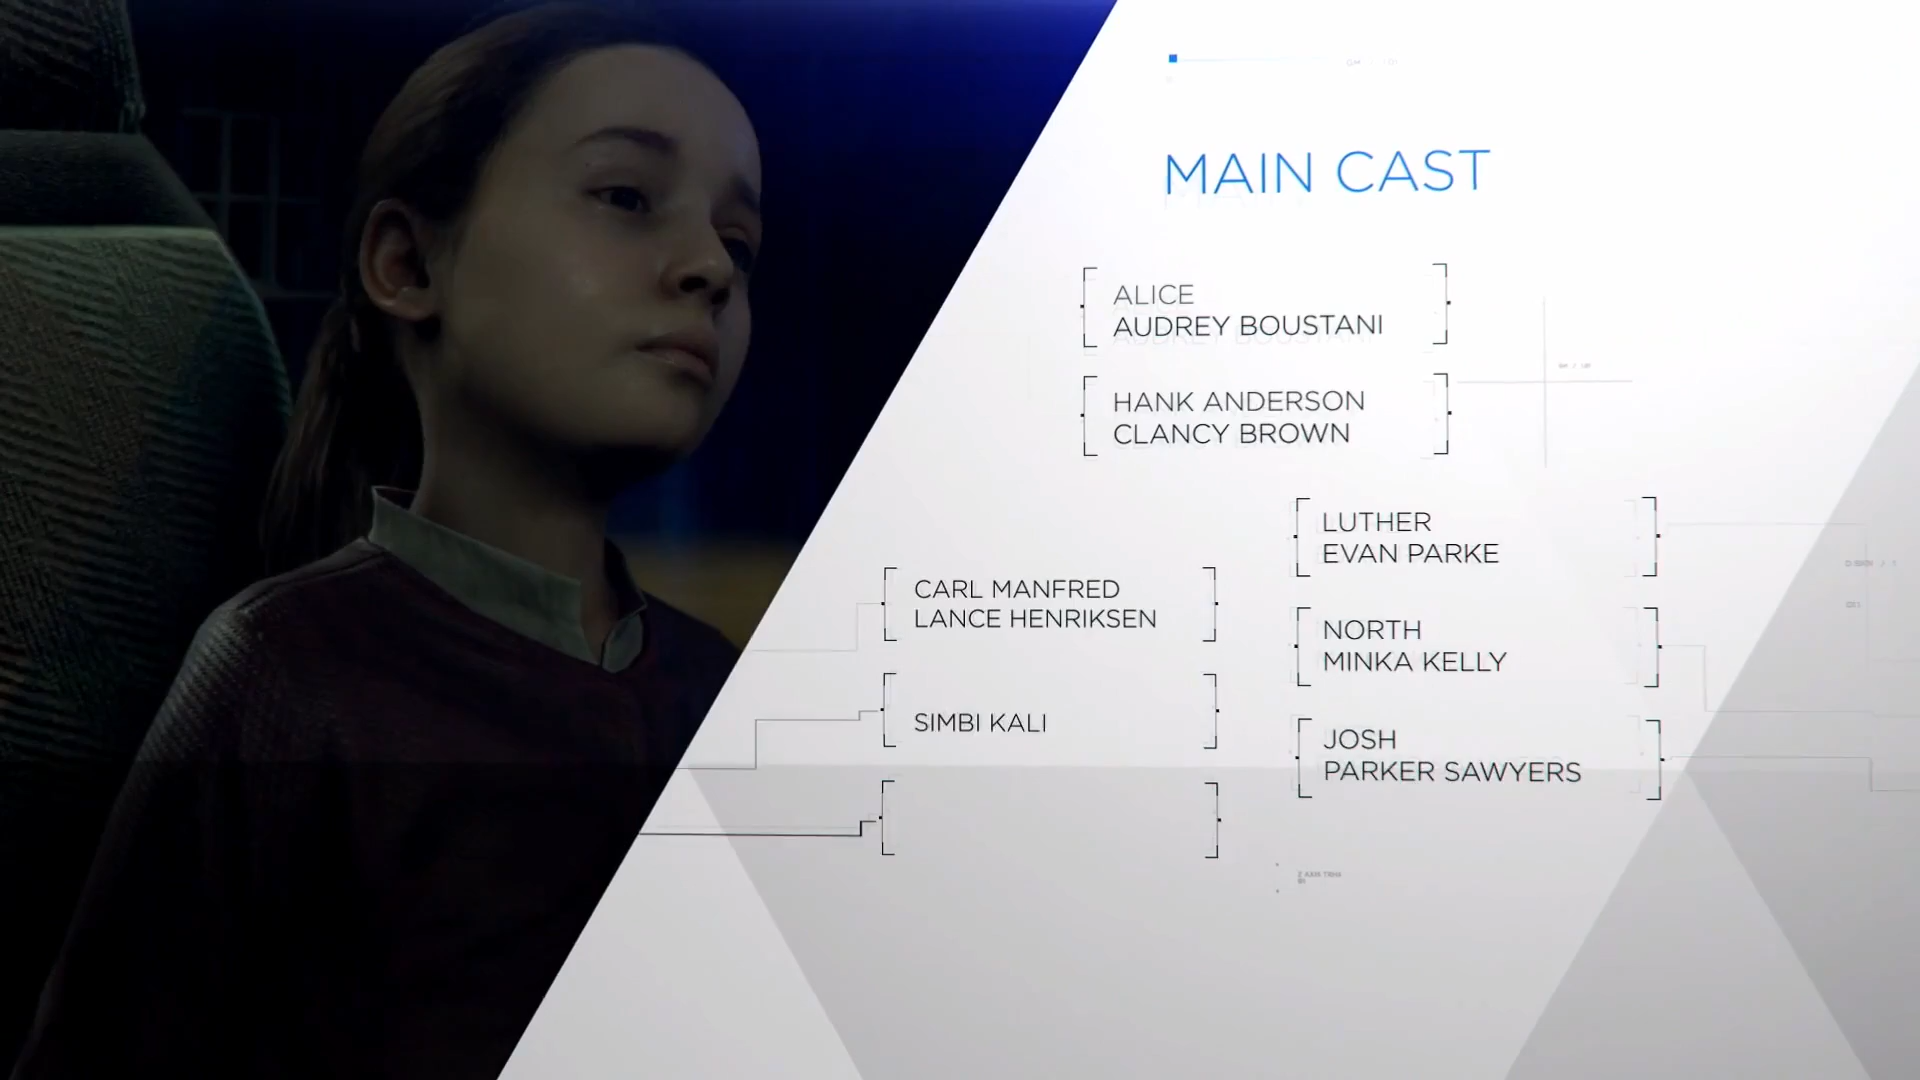 MAIN CAST
ALICE
AUDREY BOUSTANI
HANK ANDERSON
CLANCY BROWN
LUTHER
EVAN PARKE
CARL MANFRED
LANCE HENRIKSEN
NORTH
MINKA KELLY
SIMBI KALI
JOSH
PARKER SAWYERS